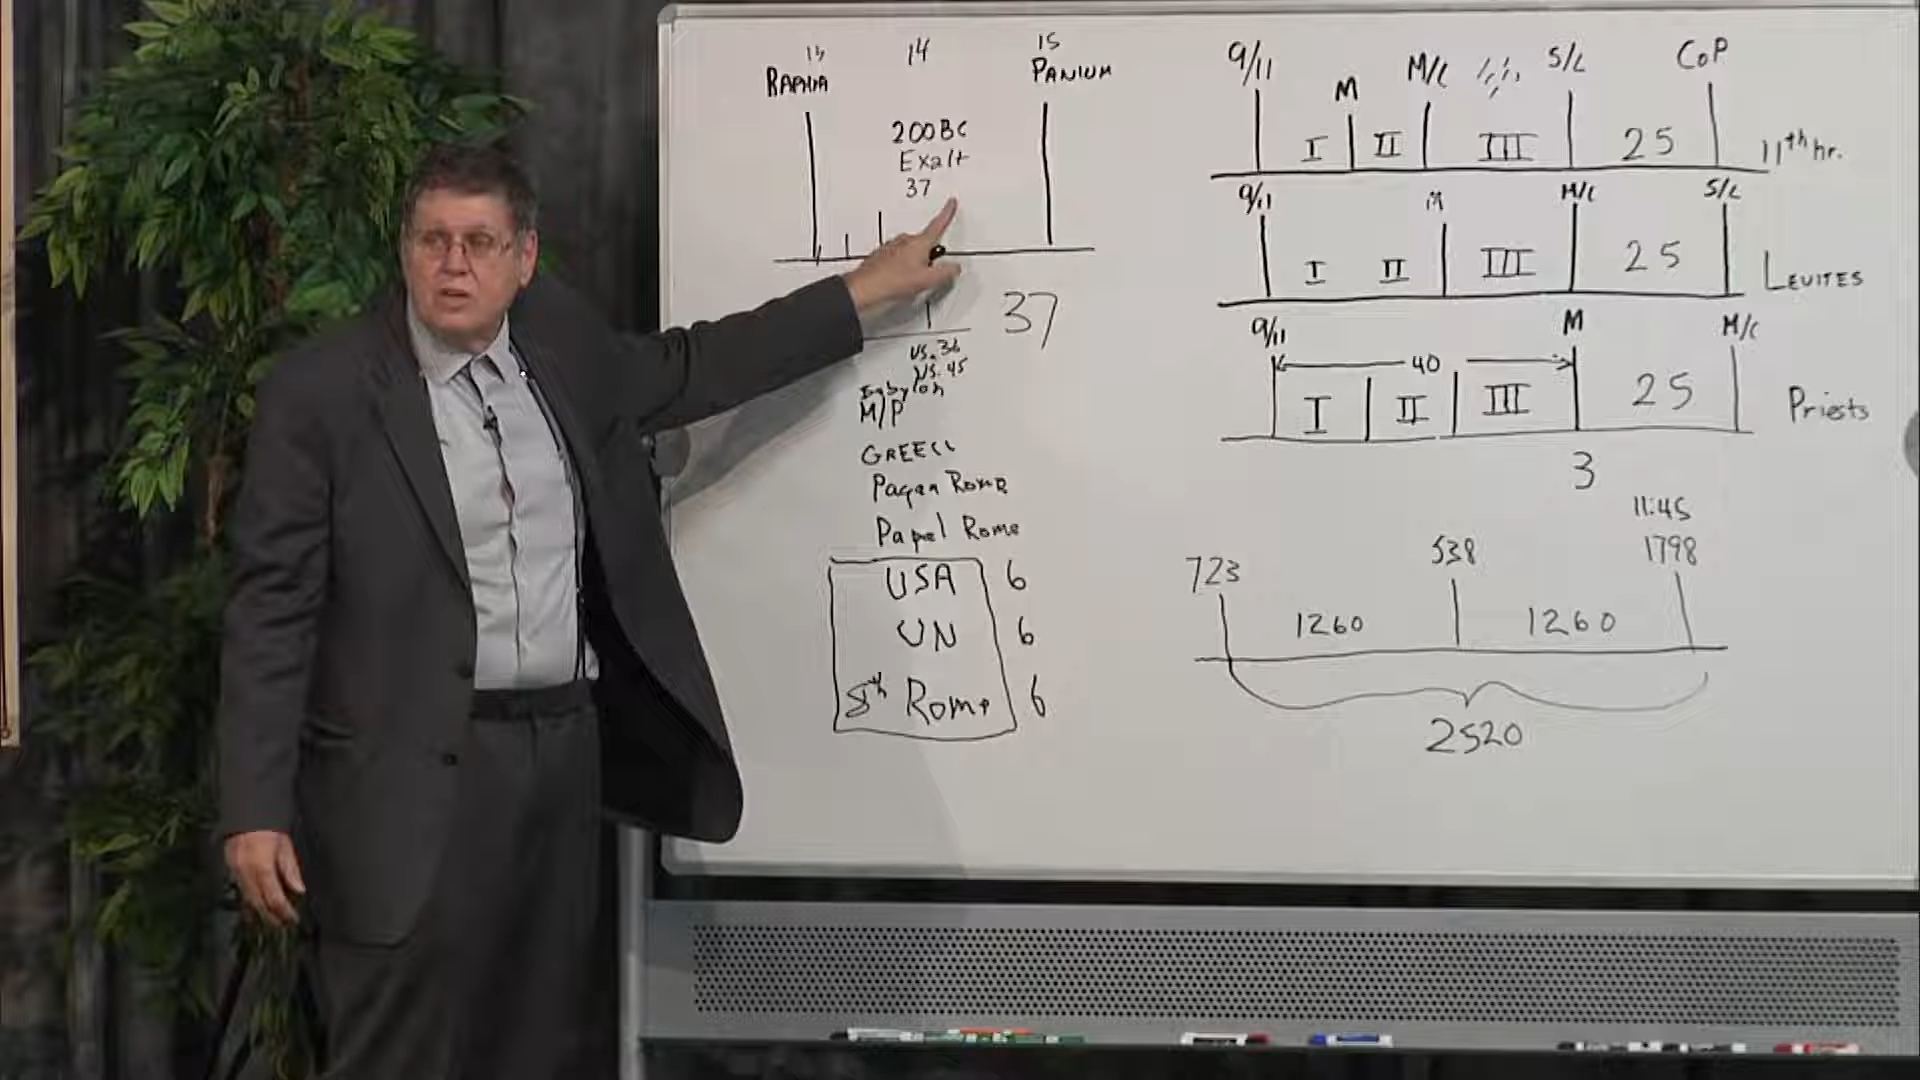 13 14 15
RAPHIA PANIUM
200BC
Exalt
37
37
vs. 36
vs. 45
Babylon
M/P
GREECE
Pagan Rome
Papal Rome
USA 6
UN 6
8th Rome 6
9/11 M M/C S/L CoP
I II III 25 11th hr.
9/11 M M/C S/L
I II III 25 LEVITES
9/11 M M/C
40
I II III 25 Priests
3
11:45
723 538 1798
1260 1260
2520